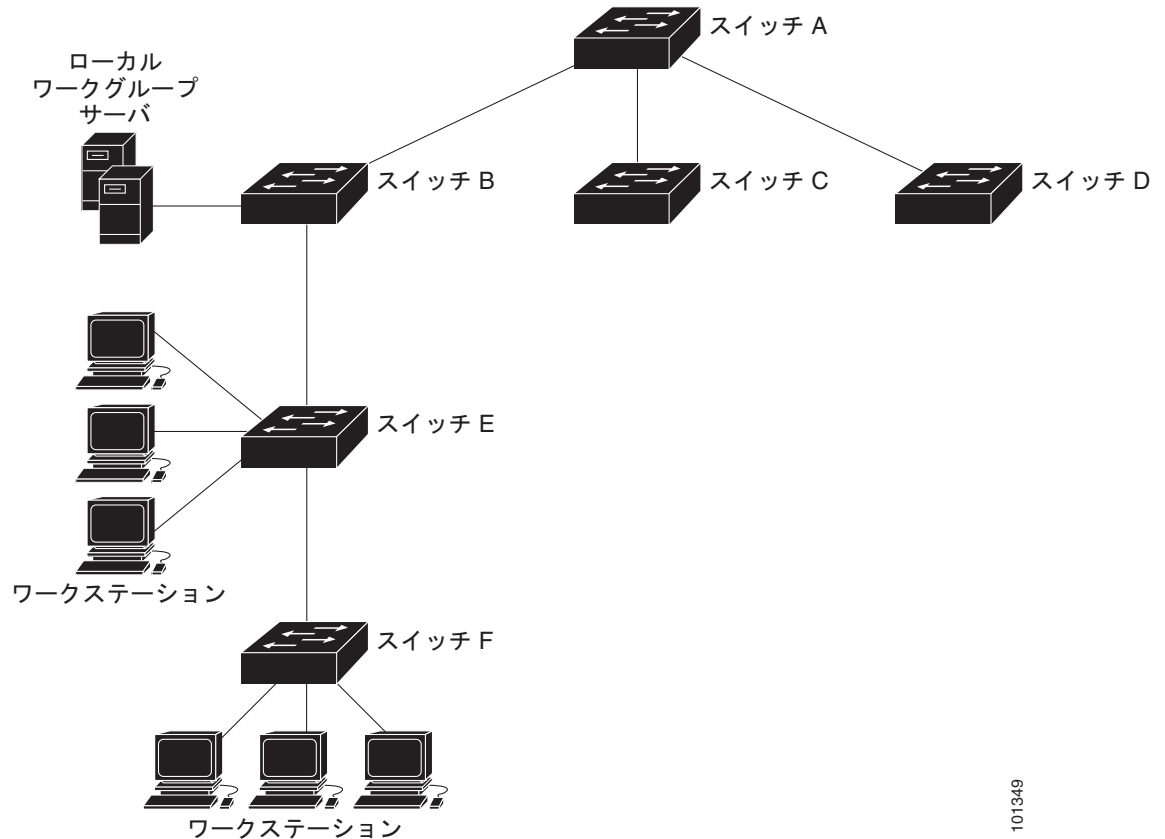 スイッチ A
ローカル
ワークグループ
サーバ
スイッチ B
スイッチ C
スイッチ D
スイッチ E
ワークステーション
スイッチ F
ワークステーション
101349